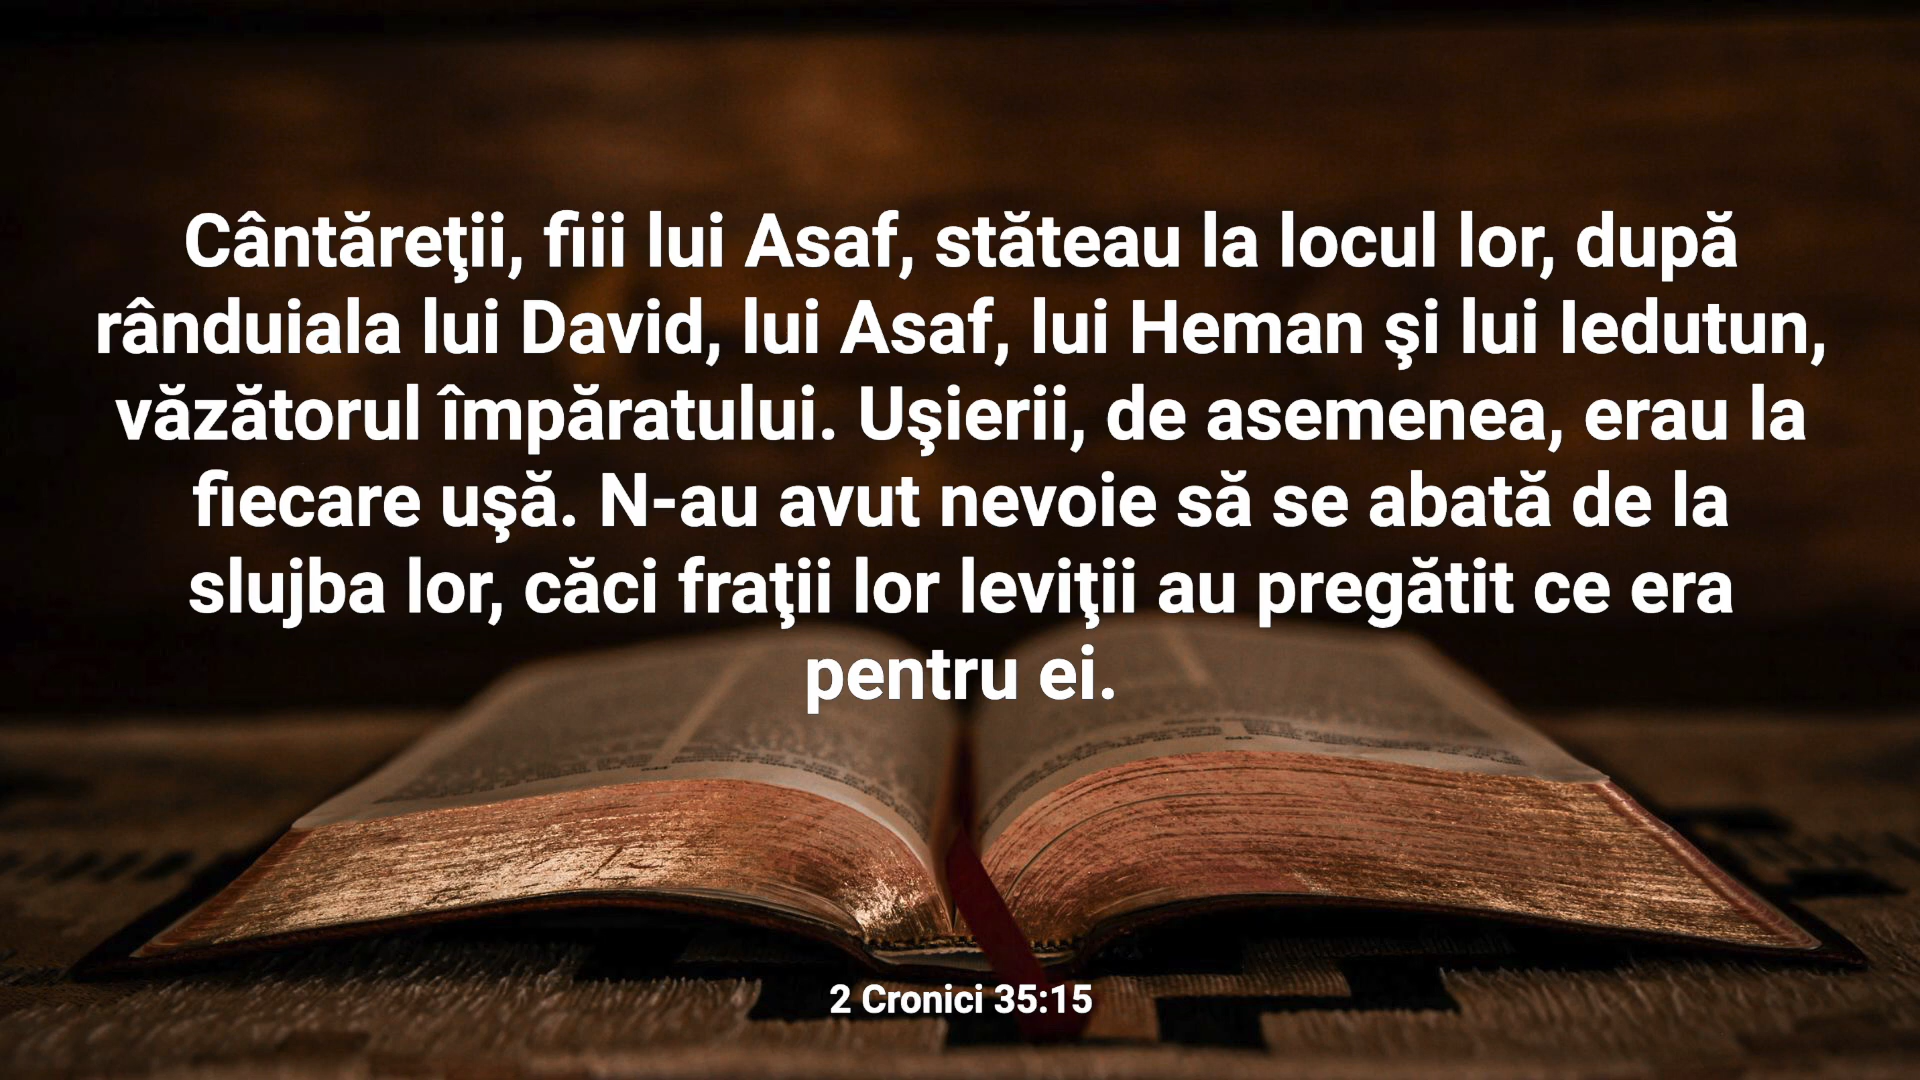 Cântăreţii, fiii lui Asaf, stăteau la locul lor, după
rânduiala lui David, lui Asaf, lui Heman şi lui Iedutun,
văzătorul împăratului. Uşierii, de asemenea, erau la
fiecare uşă. N-au avut nevoie să se abată de la
slujba lor, căci fraţii lor leviţii au pregătit ce era
pentru ei.
2 Cronici 35:15